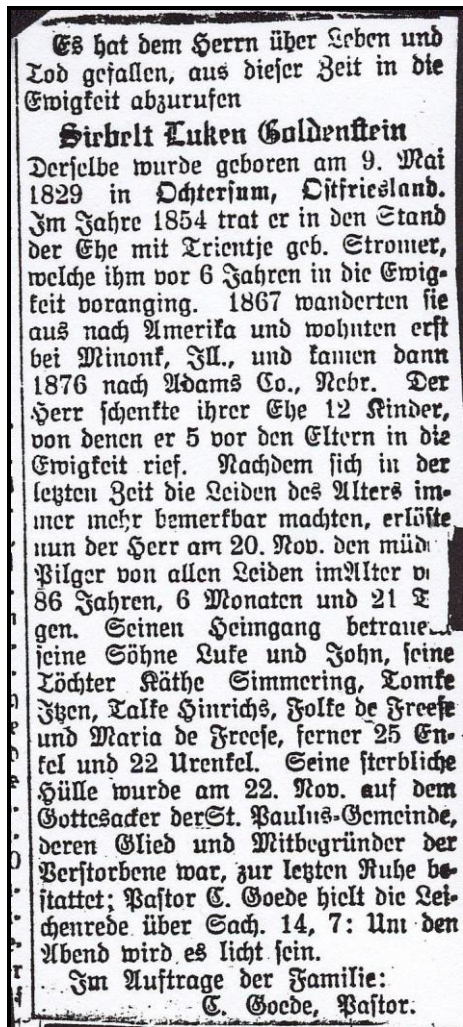 Es hat dem Herrn über Leben und
Tod gefallen, aus dieser Zeit in die
Ewigkeit abzurufen
Siebelt Luken Goldenstein
Derselbe wurde geboren am 9. Mai
1829 in Ochtersum, Ostfriesland.
Im Jahre 1854 trat er in den Stand
der Ehe mit Trientje geb. Stromer,
welche ihm vor 6 Jahren in die Ewig-
keit voranging. 1867 wanderten sie
aus nach Amerika und wohnten erst
bei Minonk, Ill., und kamen dann
1876 nach Adams Co., Nebr. Der
Herr schenkte ihrer Ehe 12 Kinder,
von denen er 5 vor den Eltern in die
Ewigkeit rief. Nachdem sich in der
letzten Zeit die Leiden des Alters im-
mer mehr bemerkbar machten, erlöste
nun der Herr am 20. Nov. den
Pilger von allen Leiden imAlter
86 Jahren, 6 Monaten und 21 T
gen. Seinen Heimgang
seine Söhne Luke und John, seine
Töchter Käthe Simmering, Tomke
Itzen, Talke Hinrichs, Folke de Freese
und Maria de Freese, ferner 25 En-
kel und 22 Urenkel. Seine sterbliche
Hülle wurde am 22. Nov. auf dem
Gottesacker derSt. Paulus-Gemeinde,
deren Glied und Mitbegründer der
Verstorbene war, zur letzten Ruhe be-
stattet; Pastor C. Goede hielt die Lei-
chenrede über Sach. 14, 7: Um den
Abend wird es licht sein.
Im Auftrage der Familie:
C. Goede, Pastor.